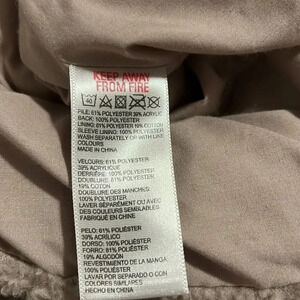 KEEP AWAY
FROM FIRE
40
PILE: 61% POLYESTER 39% ACRYLIC
BACK: 100% POLYESTER
LINING: 81% POLYESTER 19% COTTON
SLEEVE LINING: 100% POLYESTER
WASH SEPARATELY OR WITH LIKE
COLOURS
MADE IN CHINA
VELOURS: 61% POLYESTER
39% ACRYLIQUE
DERRIÈRE: 100% POLYESTER
DOUBLURE: 81% POLYESTER
19% COTON
DOUBLURE DES MANCHES:
100% POLYESTER
LAVER SÉPARÉMENT OU AVEC
DES COULEURS SEMBLABLES
FABRIQUÉ EN CHINE
PELO: 61% POLIÉSTER
39% ACRÍLICO
DORSO: 100% POLIÉSTER
FORRO: 81% POLIÉSTER
19% ALGODÓN
REVESTIMIENTO DE LA MANGA
100% POLIÉSTER
LAVAR POR SEPARADO O CON
COLORES SIMILARES
HECHO EN CHINA